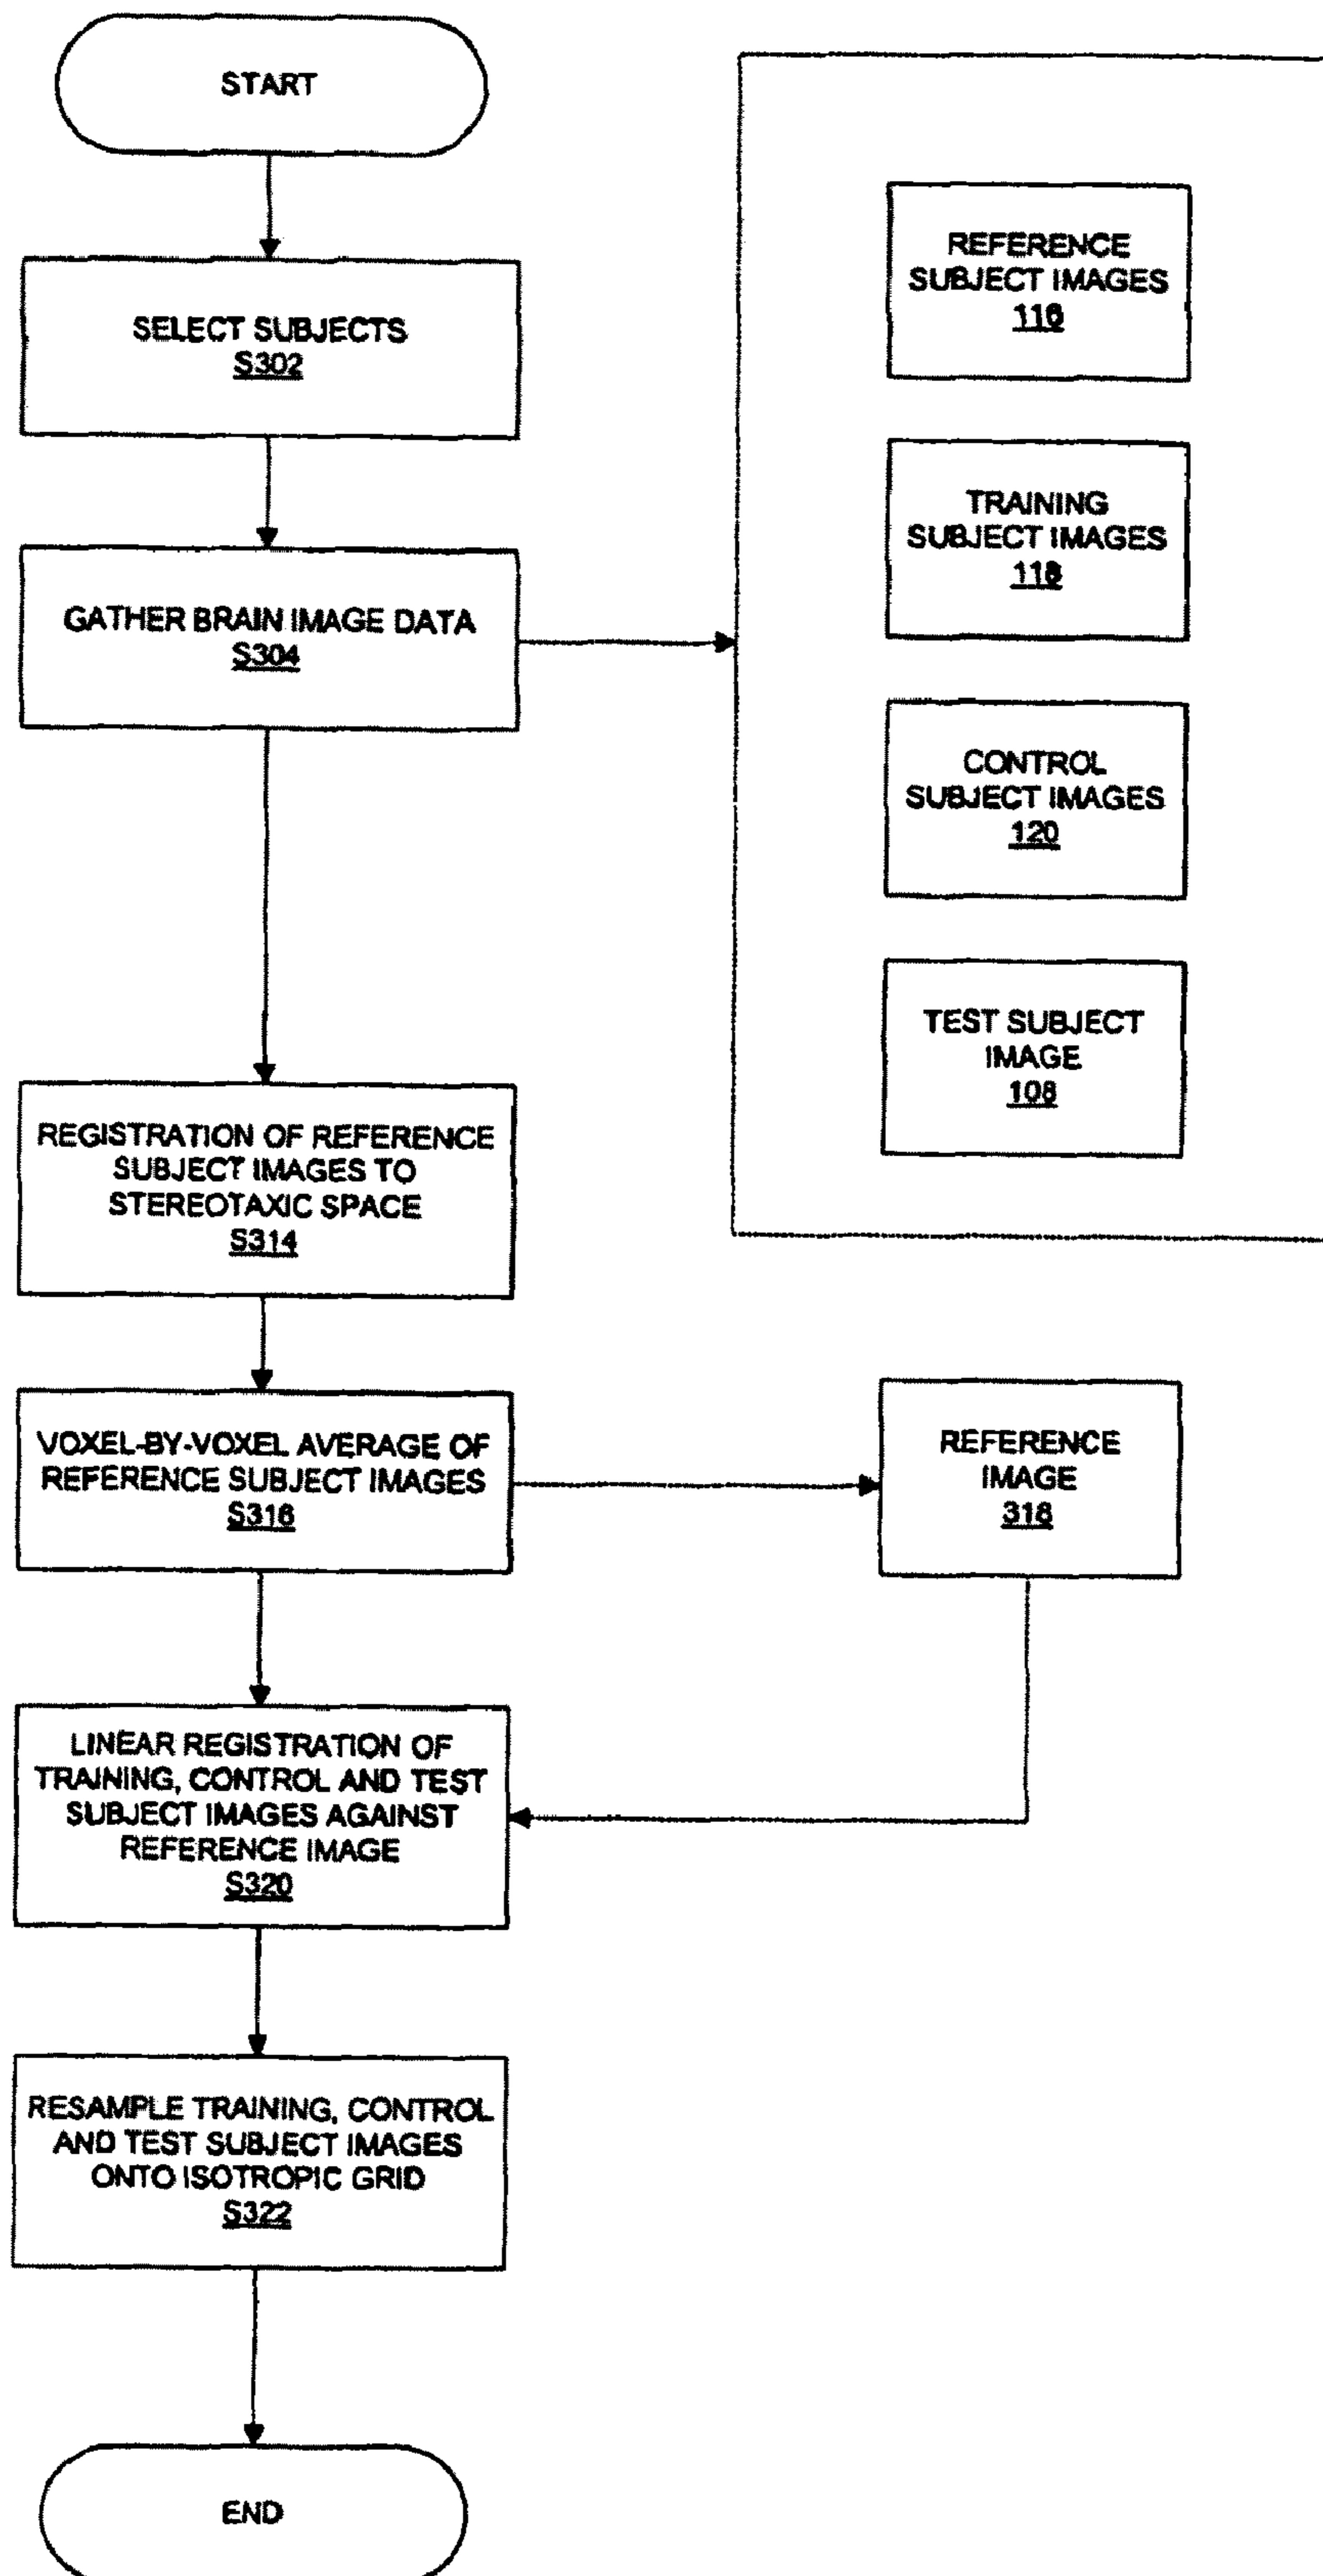 START
SELECT SUBJECTS
S302
GATHER BRAIN IMAGE DATA
S304
REFERENCE
SUBJECT IMAGES
116
TRAINING
SUBJECT IMAGES
118
CONTROL
SUBJECT IMAGES
120
TEST SUBJECT
IMAGE
108
REGISTRATION OF REFERENCE
SUBJECT IMAGES TO
STEREOTAXIC SPACE
S314
VOXEL-BY-VOXEL AVERAGE OF
REFERENCE SUBJECT IMAGES
S316
REFERENCE
IMAGE
318
LINEAR REGISTRATION OF
TRAINING, CONTROL AND TEST
SUBJECT IMAGES AGAINST
REFERENCE IMAGE
S320
RESAMPLE TRAINING, CONTROL
AND TEST SUBJECT IMAGES
ONTO ISOTROPIC GRID
S322
END